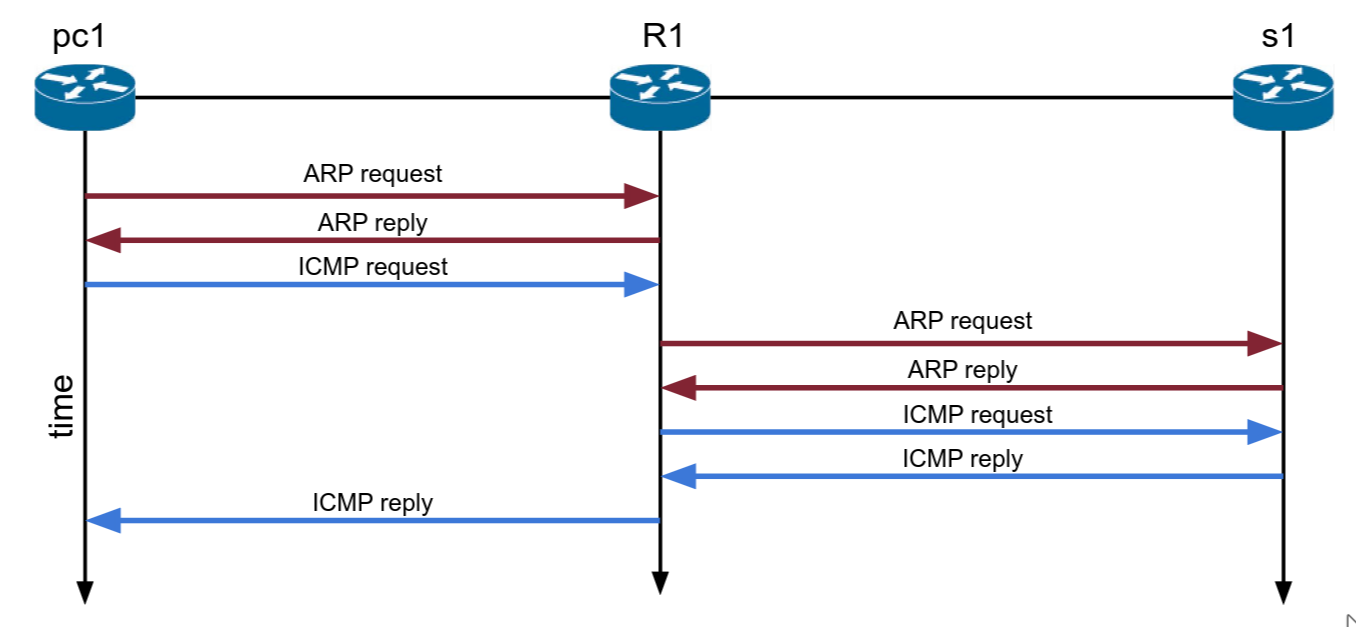 pc1
R1
s1
ARP request
ARP reply
ICMP request
ARP request
ARP reply
ICMP request
ICMP reply
ICMP reply
time